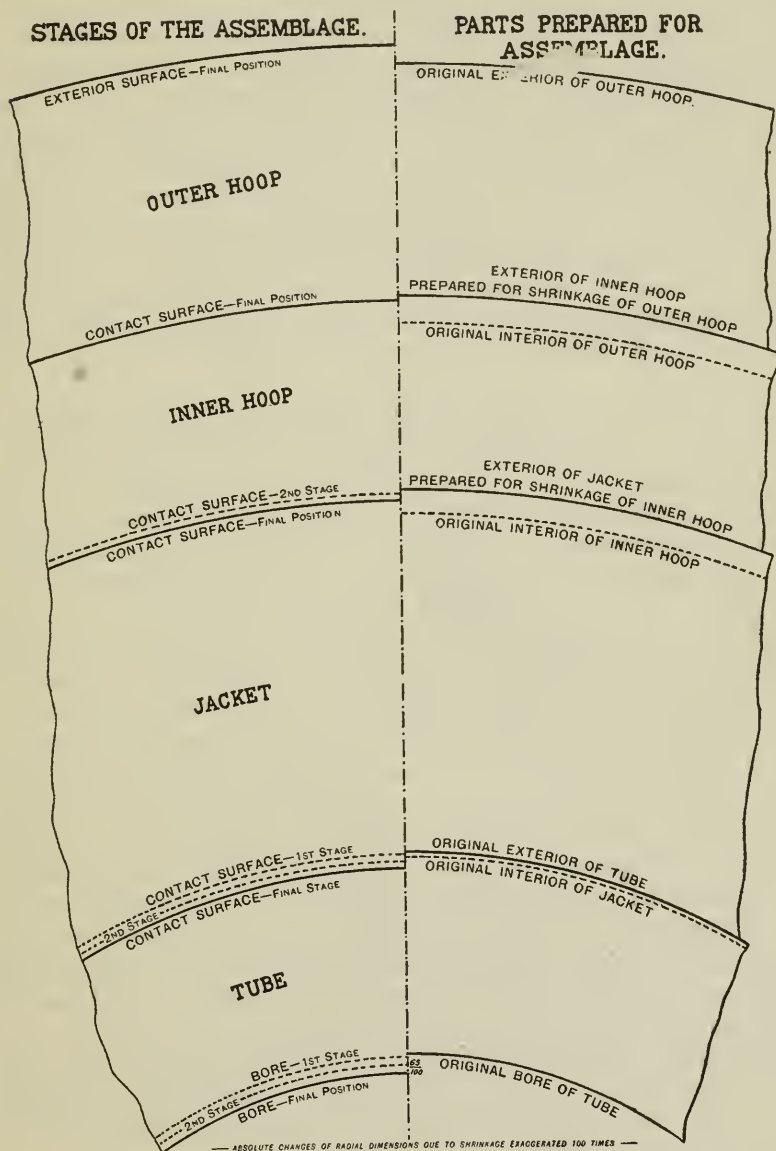 STAGES OF THE ASSEMBLAGE.
PARTS PREPARED FOR
ASSEMBLAGE.
EXTERIOR SURFACE—FINAL POSITION
ORIGINAL EXTERIOR OF OUTER HOOP.
OUTER HOOP
CONTACT SURFACE—FINAL POSITION
EXTERIOR OF INNER HOOP
PREPARED FOR SHRINKAGE OF OUTER HOOP
ORIGINAL INTERIOR OF OUTER HOOP
INNER HOOP
CONTACT SURFACE—2ND STAGE
CONTACT SURFACE—FINAL POSITION
EXTERIOR OF JACKET
PREPARED FOR SHRINKAGE OF INNER HOOP
ORIGINAL INTERIOR OF INNER HOOP
JACKET
CONTACT SURFACE—1ST STAGE
2ND STAGE
CONTACT SURFACE—FINAL STAGE
ORIGINAL EXTERIOR OF TUBE
ORIGINAL INTERIOR OF JACKET
TUBE
BORE—1ST STAGE
2ND STAGE
BORE—FINAL POSITION
63
100
ORIGINAL BORE OF TUBE
— ABSOLUTE CHANGES OF RADIAL DIMENSIONS DUE TO SHRINKAGE EXAGGERATED 100 TIMES —